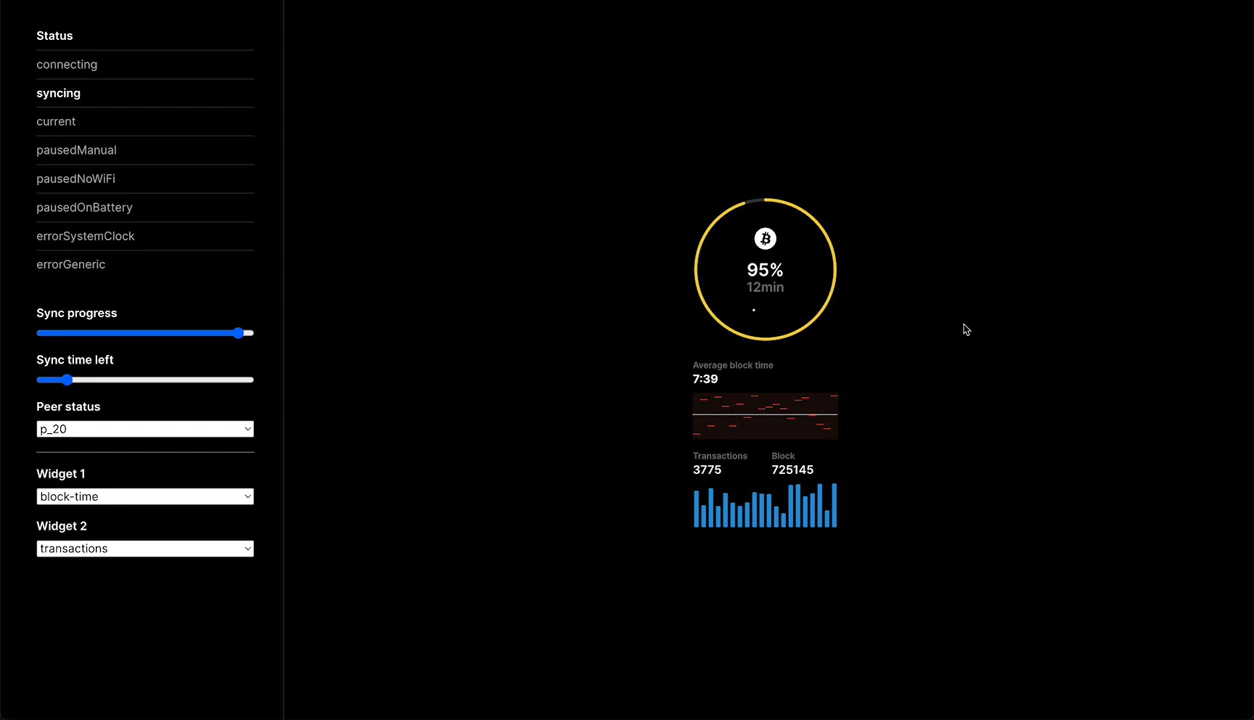 Status
connecting
syncing
current
pausedManual
pausedNoWiFi
pausedOnBattery
errorSystemClock
errorGeneric
Sync progress
Sync time left
Peer status
p_20
Widget 1
block-time
Widget 2
transactions
95%
12min
Average block time
7:39
Transactions Block
3775 725145